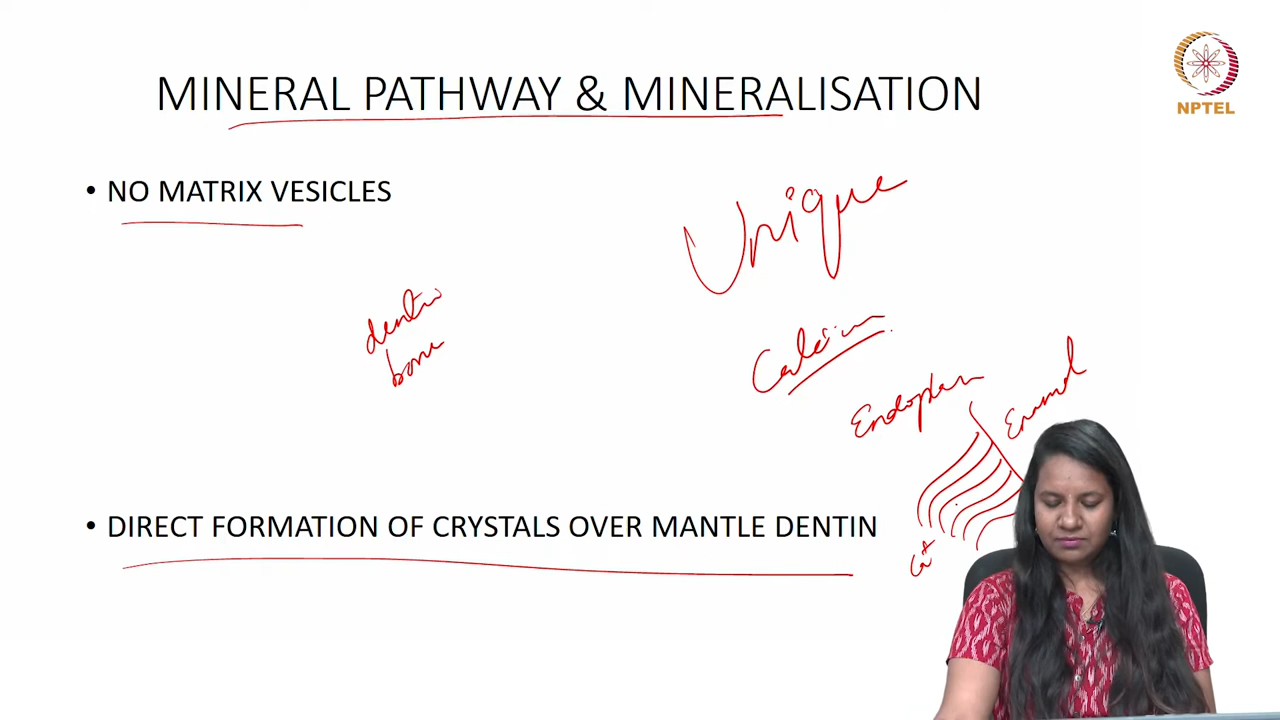 MINERAL PATHWAY & MINERALISATION
NPTEL
• NO MATRIX VESICLES
Unique
dentin
bone
Calcium
Enamel
• DIRECT FORMATION OF CRYSTALS OVER MANTLE DENTIN